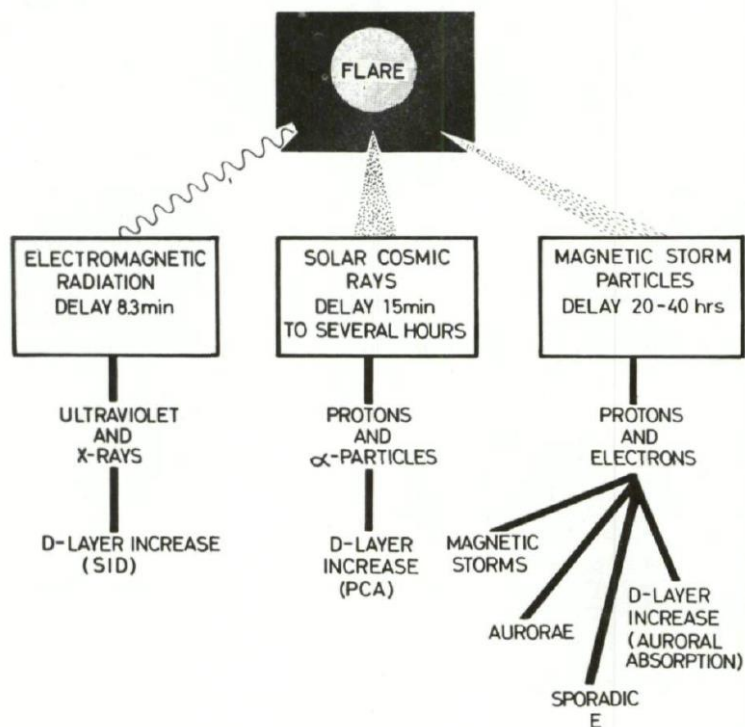 FLARE
ELECTROMAGNETIC
RADIATION
DELAY 8.3min
SOLAR COSMIC
RAYS
DELAY 15min
TO SEVERAL HOURS
MAGNETIC STORM
PARTICLES
DELAY 20-40 hrs
ULTRAVIOLET
AND
X-RAYS
PROTONS
AND
α-PARTICLES
PROTONS
AND
ELECTRONS
D-LAYER INCREASE
(SID)
D-LAYER
INCREASE
(PCA)
MAGNETIC
STORMS
AURORAE
SPORADIC
E
D-LAYER
INCREASE
(AURORAL
ABSORPTION)